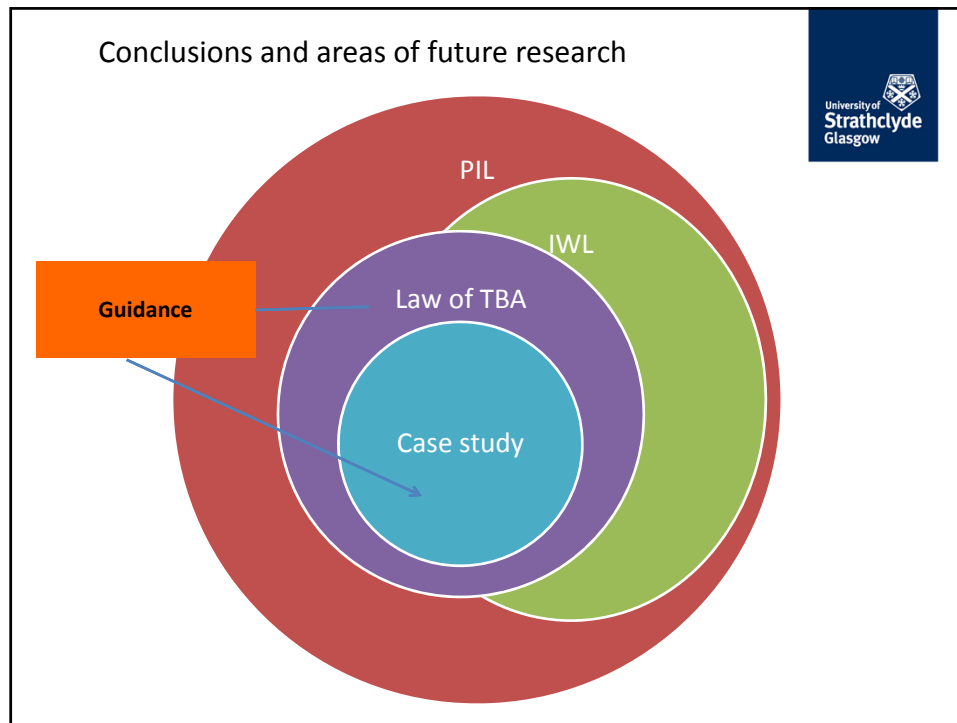 Conclusions and areas of future research
University of
Strathclyde
Glasgow
PIL
IWL
Law of TBA
Guidance
Case study